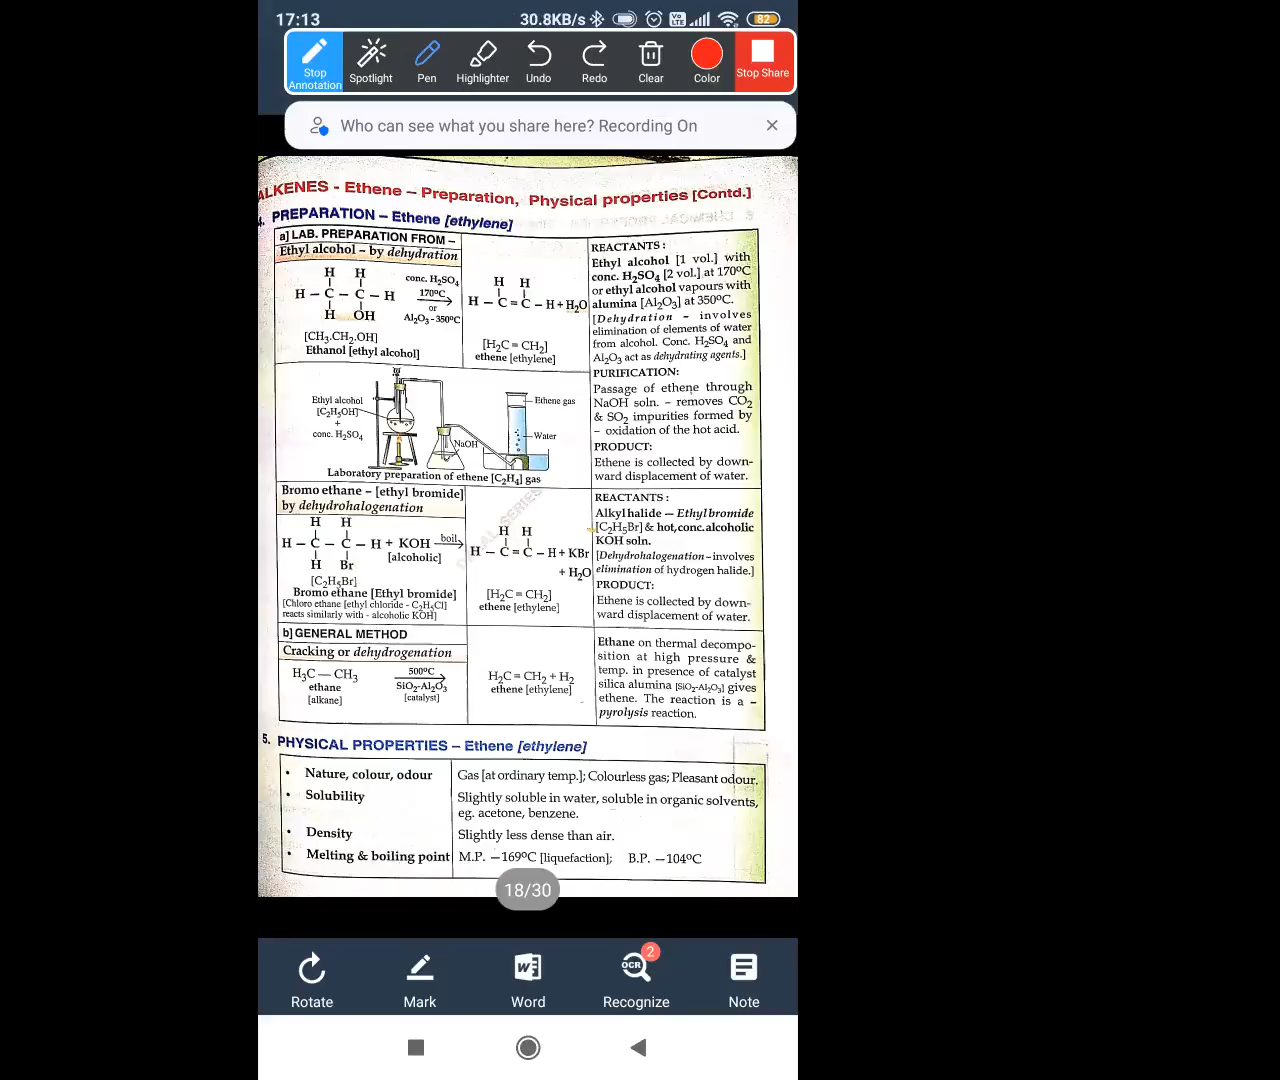 17:13
30.8KB/s
Vo LTE
82
Stop Annotation
Spotlight
Pen
Highlighter
Undo
Redo
Clear
Color
Stop Share
Who can see what you share here? Recording On
ALKENES - Ethene – Preparation, Physical properties [Contd.]
4. PREPARATION – Ethene [ethylene]
a] LAB. PREPARATION FROM –
Ethyl alcohol – by dehydration
H H
H – C – C – H
H OH
conc. H₂SO₄
170ºC
or
Al₂O₃ - 350ºC
[CH₃.CH₂.OH]
Ethanol [ethyl alcohol]
H H
H – C = C – H + H₂O
[H₂C = CH₂]
ethene [ethylene]
REACTANTS :
Ethyl alcohol [1 vol.] with
conc. H₂SO₄ [2 vol.] at 170ºC
or ethyl alcohol vapours with
alumina [Al₂O₃] at 350ºC.
[Dehydration – involves
elimination of elements of water
from alcohol. Conc. H₂SO₄ and
Al₂O₃ act as dehydrating agents.]
Ethyl alcohol
[C₂H₅OH]
+
conc. H₂SO₄
NaOH
Ethene gas
Water
Laboratory preparation of ethene [C₂H₄] gas
PURIFICATION:
Passage of ethene through
NaOH soln. – removes CO₂
& SO₂ impurities formed by
– oxidation of the hot acid.
PRODUCT:
Ethene is collected by down-
ward displacement of water.
Bromo ethane – [ethyl bromide]
by dehydrohalogenation
H H
H – C – C – H + KOH boil
[alcoholic]
H Br
[C₂H₅Br]
Bromo ethane [Ethyl bromide]
[Chloro ethane [ethyl chloride - C₂H₅Cl]
reacts similarly with - alcoholic KOH]
H H
H – C = C – H + KBr
+ H₂O
[H₂C = CH₂]
ethene [ethylene]
REACTANTS :
Alkyl halide – Ethyl bromide
[C₂H₅Br] & hot, conc. alcoholic
KOH soln.
[Dehydrohalogenation – involves
elimination of hydrogen halide.]
PRODUCT:
Ethene is collected by down-
ward displacement of water.
b] GENERAL METHOD
Cracking or dehydrogenation
H₃C — CH₃
ethane
[alkane]
500ºC
SiO₂-Al₂O₃
[catalyst]
H₂C = CH₂ + H₂
ethene [ethylene]
Ethane on thermal decompo-
sition at high pressure &
temp. in presence of catalyst
silica alumina [SiO₂-Al₂O₃] gives
ethene. The reaction is a –
pyrolysis reaction.
5. PHYSICAL PROPERTIES – Ethene [ethylene]
• Nature, colour, odour
Gas [at ordinary temp.]; Colourless gas; Pleasant odour.
• Solubility
Slightly soluble in water, soluble in organic solvents,
eg. acetone, benzene.
• Density
Slightly less dense than air.
• Melting & boiling point
M.P. –169ºC [liquefaction]; B.P. –104ºC
18/30
2
Rotate
Mark
Word
OCR
Recognize
Note